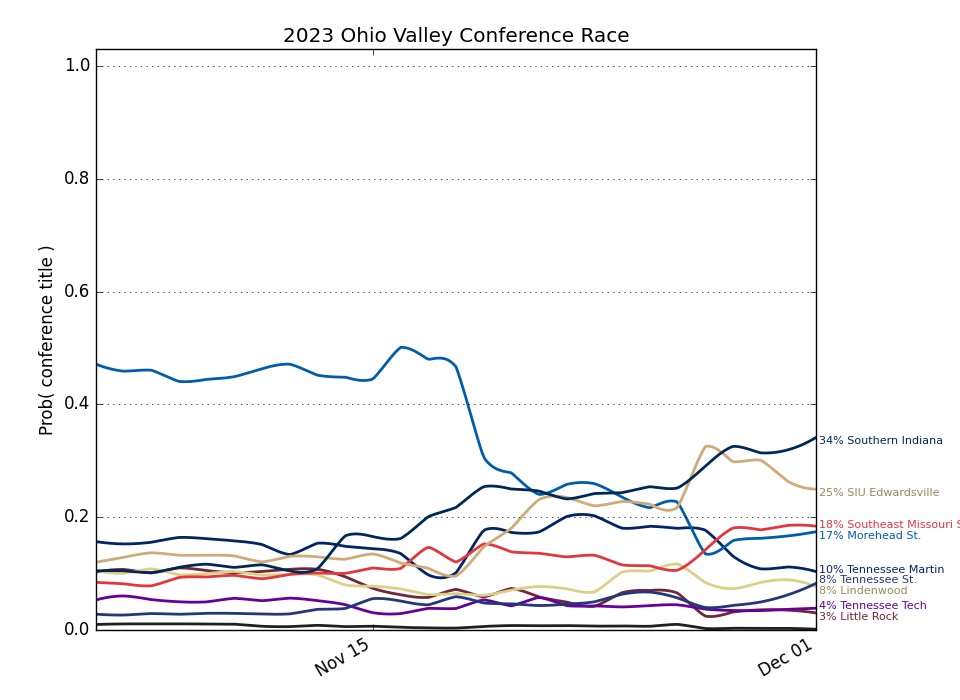 2023 Ohio Valley Conference Race
1.0
0.8
0.6
0.4
0.2
0.0
Prob( conference title )
Nov 15
Dec 01
34% Southern Indiana
25% SIU Edwardsville
18% Southeast Missouri S
17% Morehead St.
10% Tennessee Martin
8% Tennessee St.
8% Lindenwood
4% Tennessee Tech
3% Little Rock